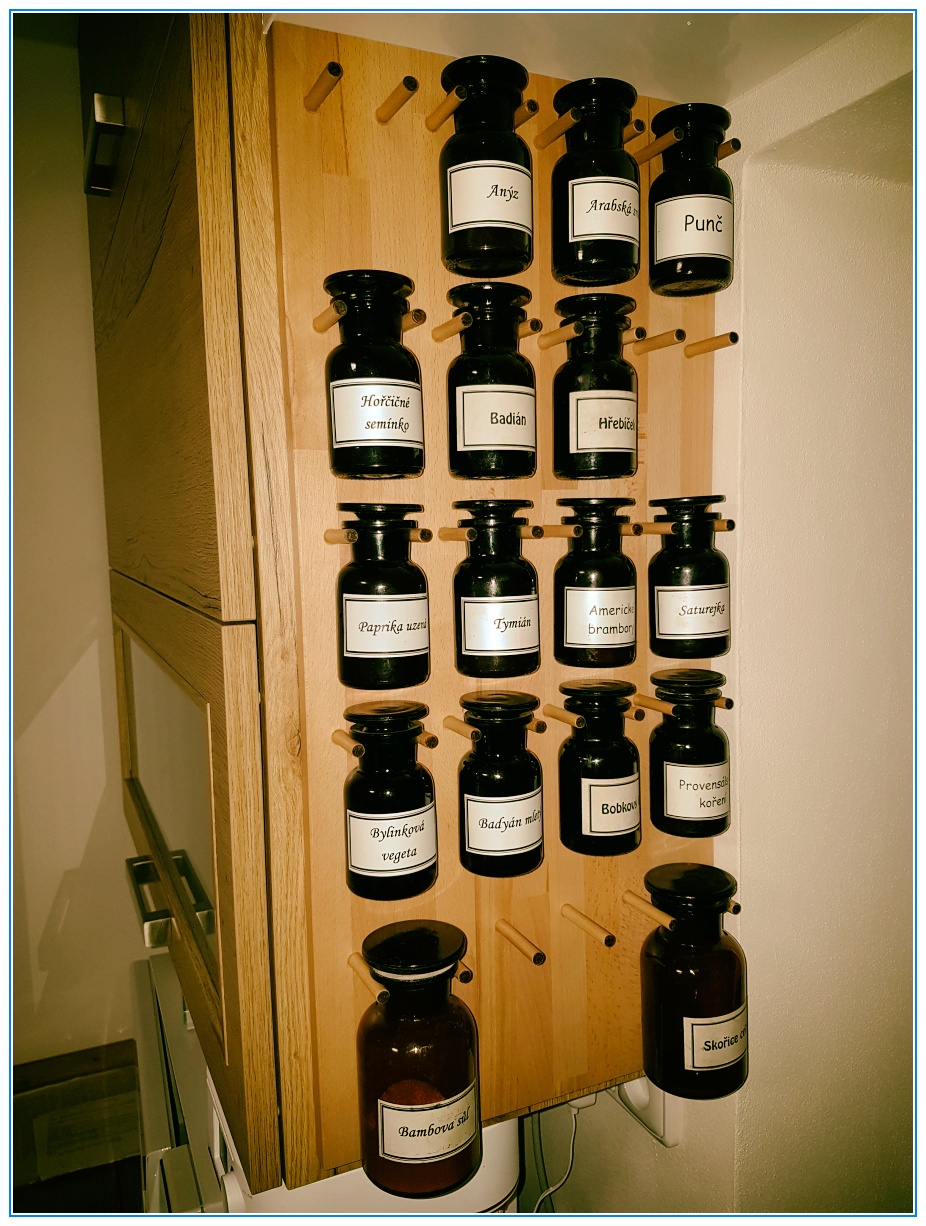 Anýz
Arabská
Punč
Hořčičné
semínko
Badián
Hřebíček
Paprika uzená
Tymián
Americké
brambory
Saturejka
Bylinková
vegeta
Badyán mletý
Bobkový
Provensálské
koření
Bambova sůl
Skořice